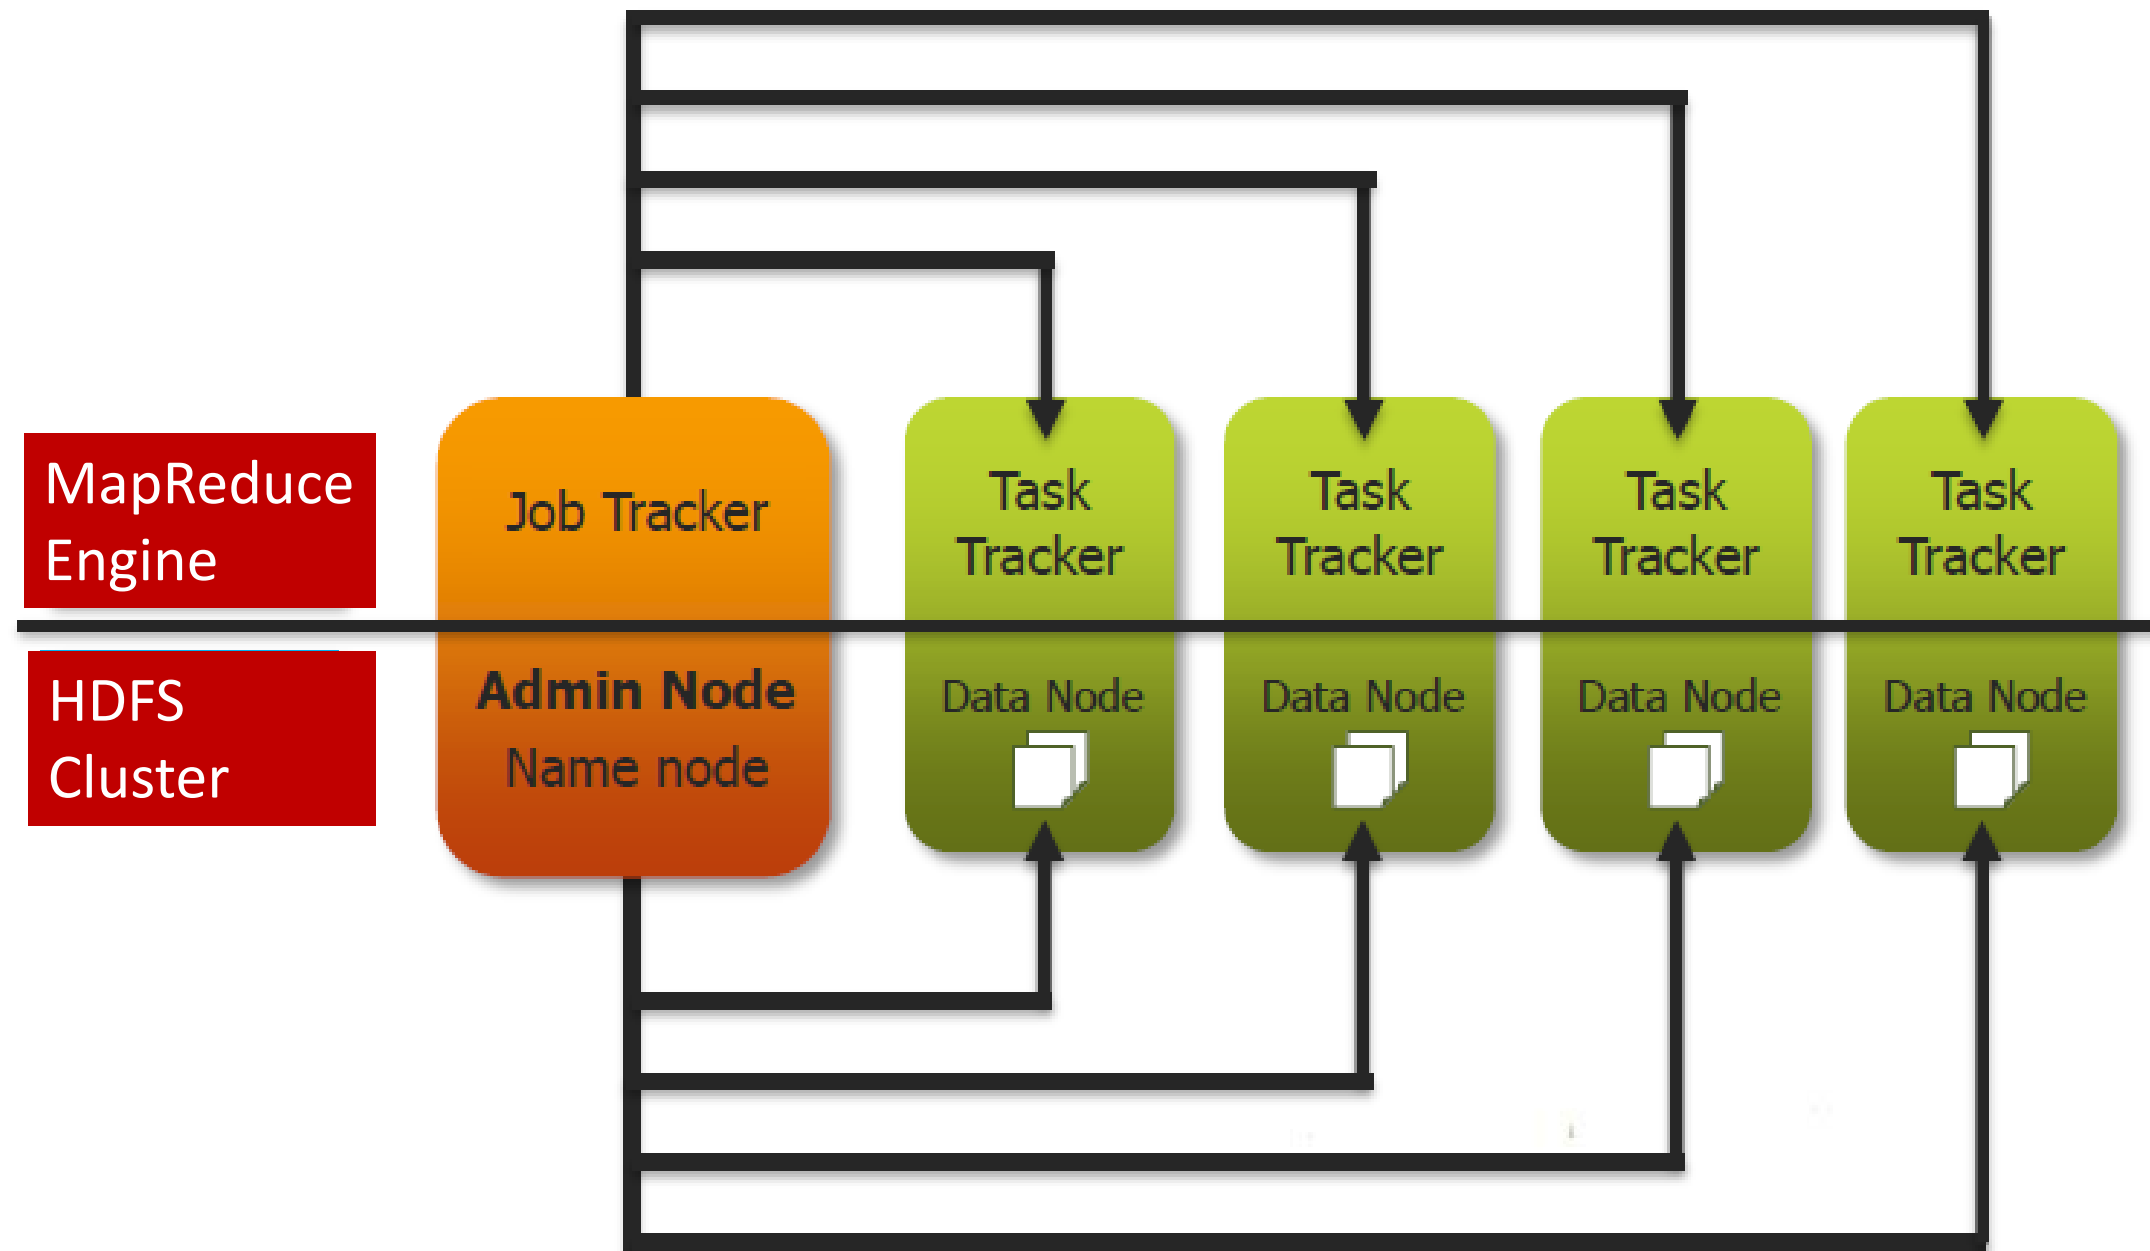 MapReduce
Engine
Job Tracker
Task
Tracker
Task
Tracker
Task
Tracker
Task
Tracker
HDFS
Cluster
Admin Node
Name node
Data Node
Data Node
Data Node
Data Node